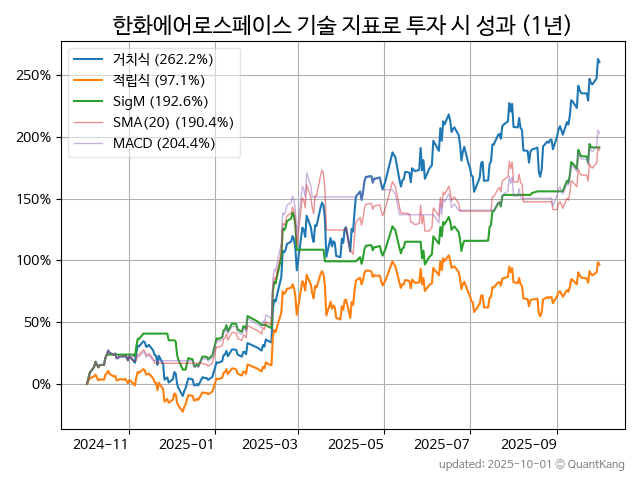 한화에어로스페이스 기술 지표로 투자 시 성과 (1년)
거치식 (262.2%)
적립식 (97.1%)
SigM (192.6%)
SMA(20) (190.4%)
MACD (204.4%)
250%
200%
150%
100%
50%
0%
2024-11
2025-01
2025-03
2025-05
2025-07
2025-09
updated: 2025-10-01 © QuantKang